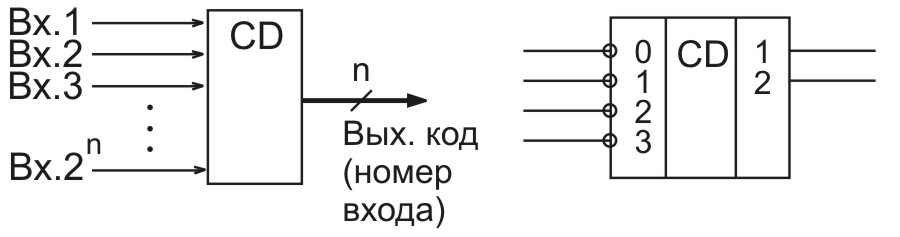 Вх.1
Вх.2
Вх.3
Вх.2ⁿ
CD
n
Вых. код
(номер
входа)
0 CD 1
1 2
2
3